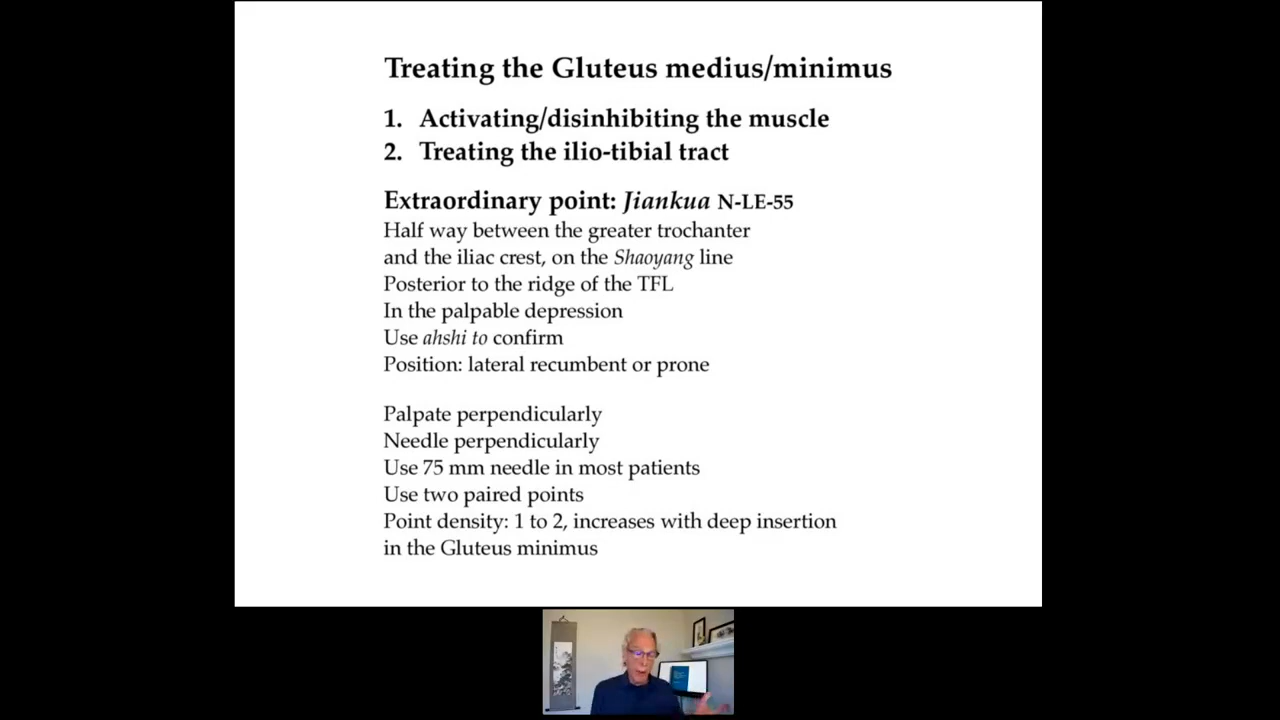 Treating the Gluteus medius/minimus
1. Activating/disinhibiting the muscle
2. Treating the ilio-tibial tract
Extraordinary point: Jiankua N-LE-55
Half way between the greater trochanter
and the iliac crest, on the Shaoyang line
Posterior to the ridge of the TFL
In the palpable depression
Use ahshi to confirm
Position: lateral recumbent or prone
Palpate perpendicularly
Needle perpendicularly
Use 75 mm needle in most patients
Use two paired points
Point density: 1 to 2, increases with deep insertion
in the Gluteus minimus